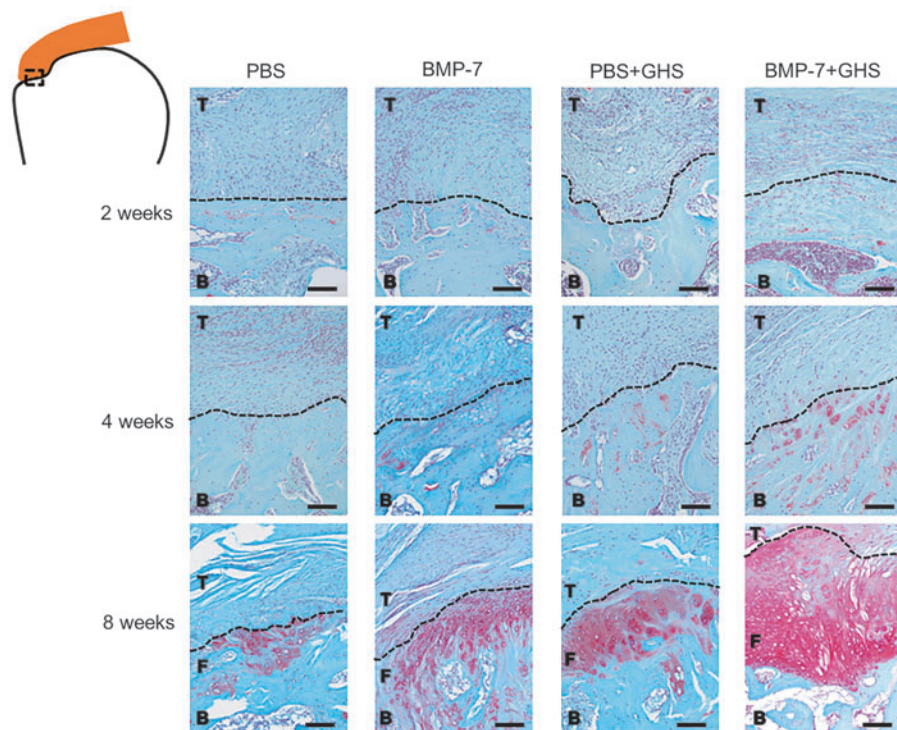 PBS BMP-7 PBS+GHS BMP-7+GHS
2 weeks
T T T T
B B B B
4 weeks
T T T T
B B B B
8 weeks
T T T T
F F F F
B B B B